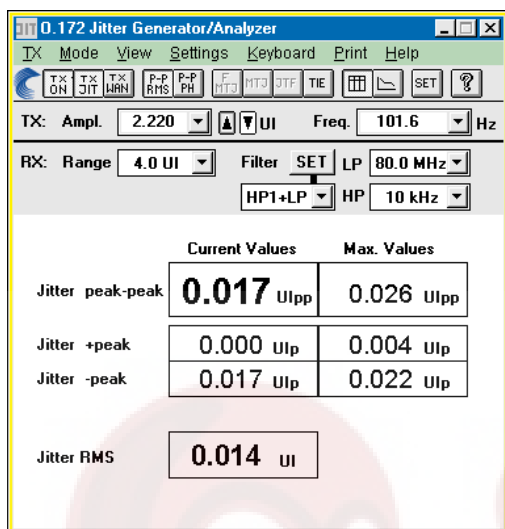 JIT O.172 Jitter Generator/Analyzer
TX Mode View Settings Keyboard Print Help
TX ON TX JIT TX WAN P-P RMS P-P PH F MTJ MTJ JTF TIE SET ?
TX: Ampl. 2.220 UI Freq. 101.6 Hz
RX: Range 4.0 UI Filter SET LP 80.0 MHz
HP1+LP HP 10 kHz
Current Values Max. Values
Jitter peak-peak 0.017 UIpp 0.026 UIpp
Jitter +peak 0.000 UIp 0.004 UIp
Jitter -peak 0.017 UIp 0.022 UIp
Jitter RMS 0.014 UI